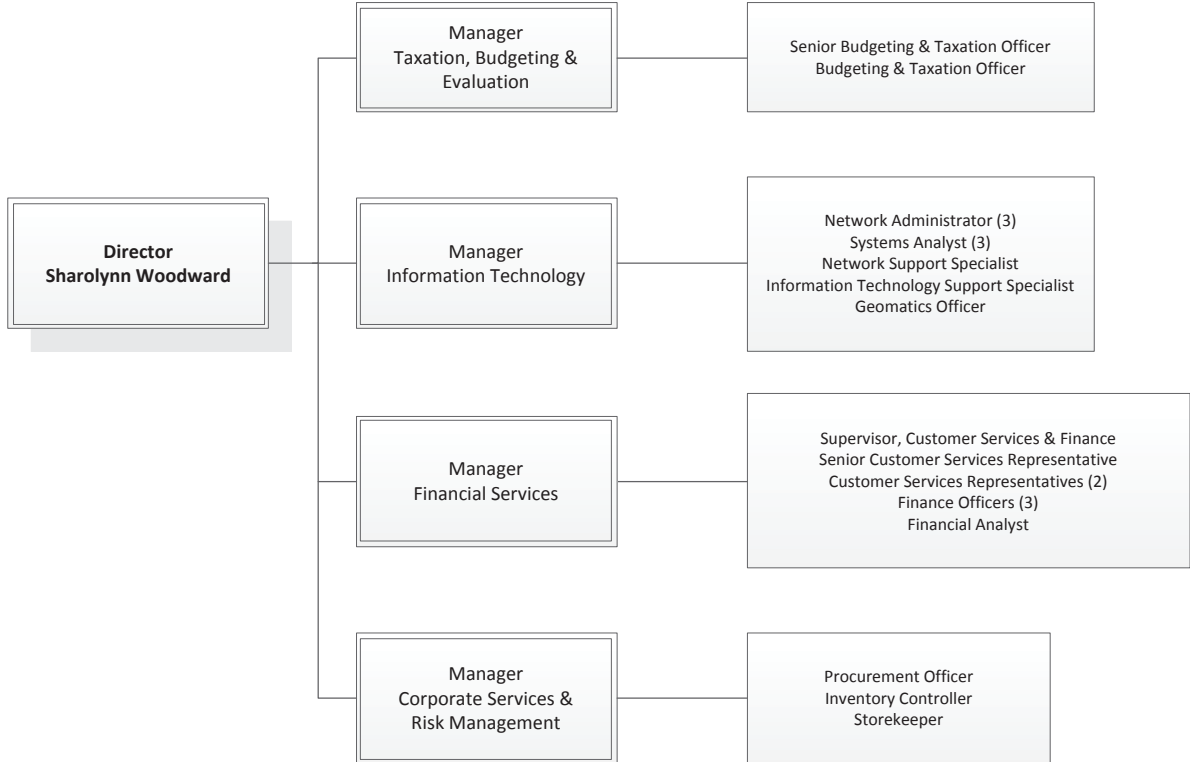 Manager
Taxation, Budgeting &
Evaluation
Senior Budgeting & Taxation Officer
Budgeting & Taxation Officer
Director
Sharolynn Woodward
Manager
Information Technology
Network Administrator (3)
Systems Analyst (3)
Network Support Specialist
Information Technology Support Specialist
Geomatics Officer
Manager
Financial Services
Supervisor, Customer Services & Finance
Senior Customer Services Representative
Customer Services Representatives (2)
Finance Officers (3)
Financial Analyst
Manager
Corporate Services &
Risk Management
Procurement Officer
Inventory Controller
Storekeeper